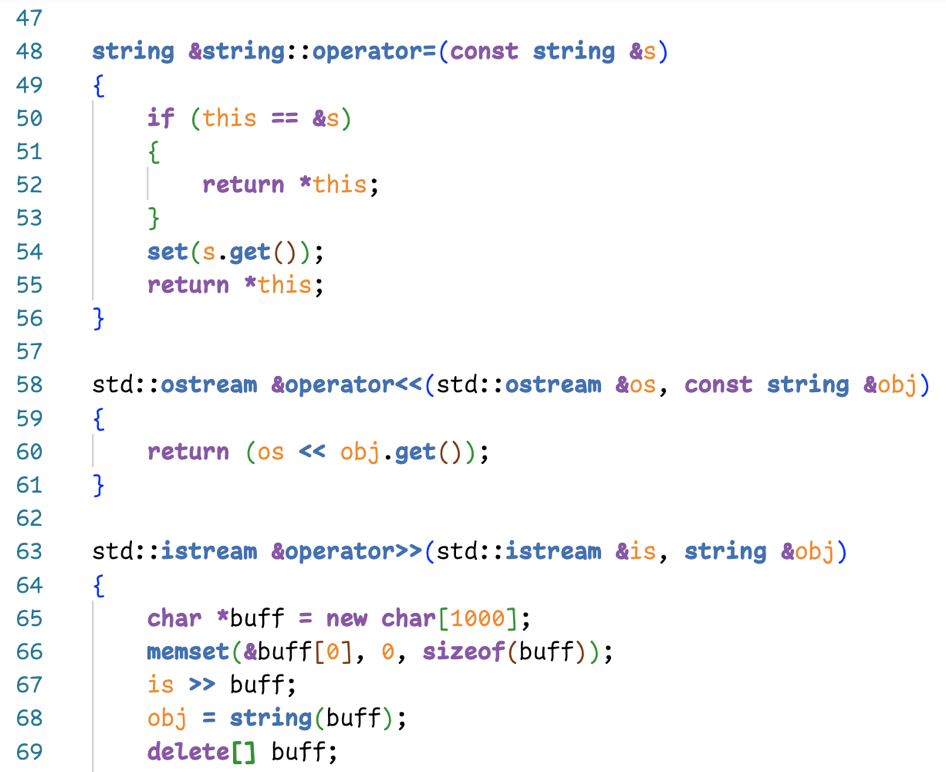 47
48 string &string::operator=(const string &s)
49 {
50     if (this == &s)
51     {
52         return *this;
53     }
54     set(s.get());
55     return *this;
56 }
57
58 std::ostream &operator<<(std::ostream &os, const string &obj)
59 {
60     return (os << obj.get());
61 }
62
63 std::istream &operator>>(std::istream &is, string &obj)
64 {
65     char *buff = new char[1000];
66     memset(&buff[0], 0, sizeof(buff));
67     is >> buff;
68     obj = string(buff);
69     delete[] buff;